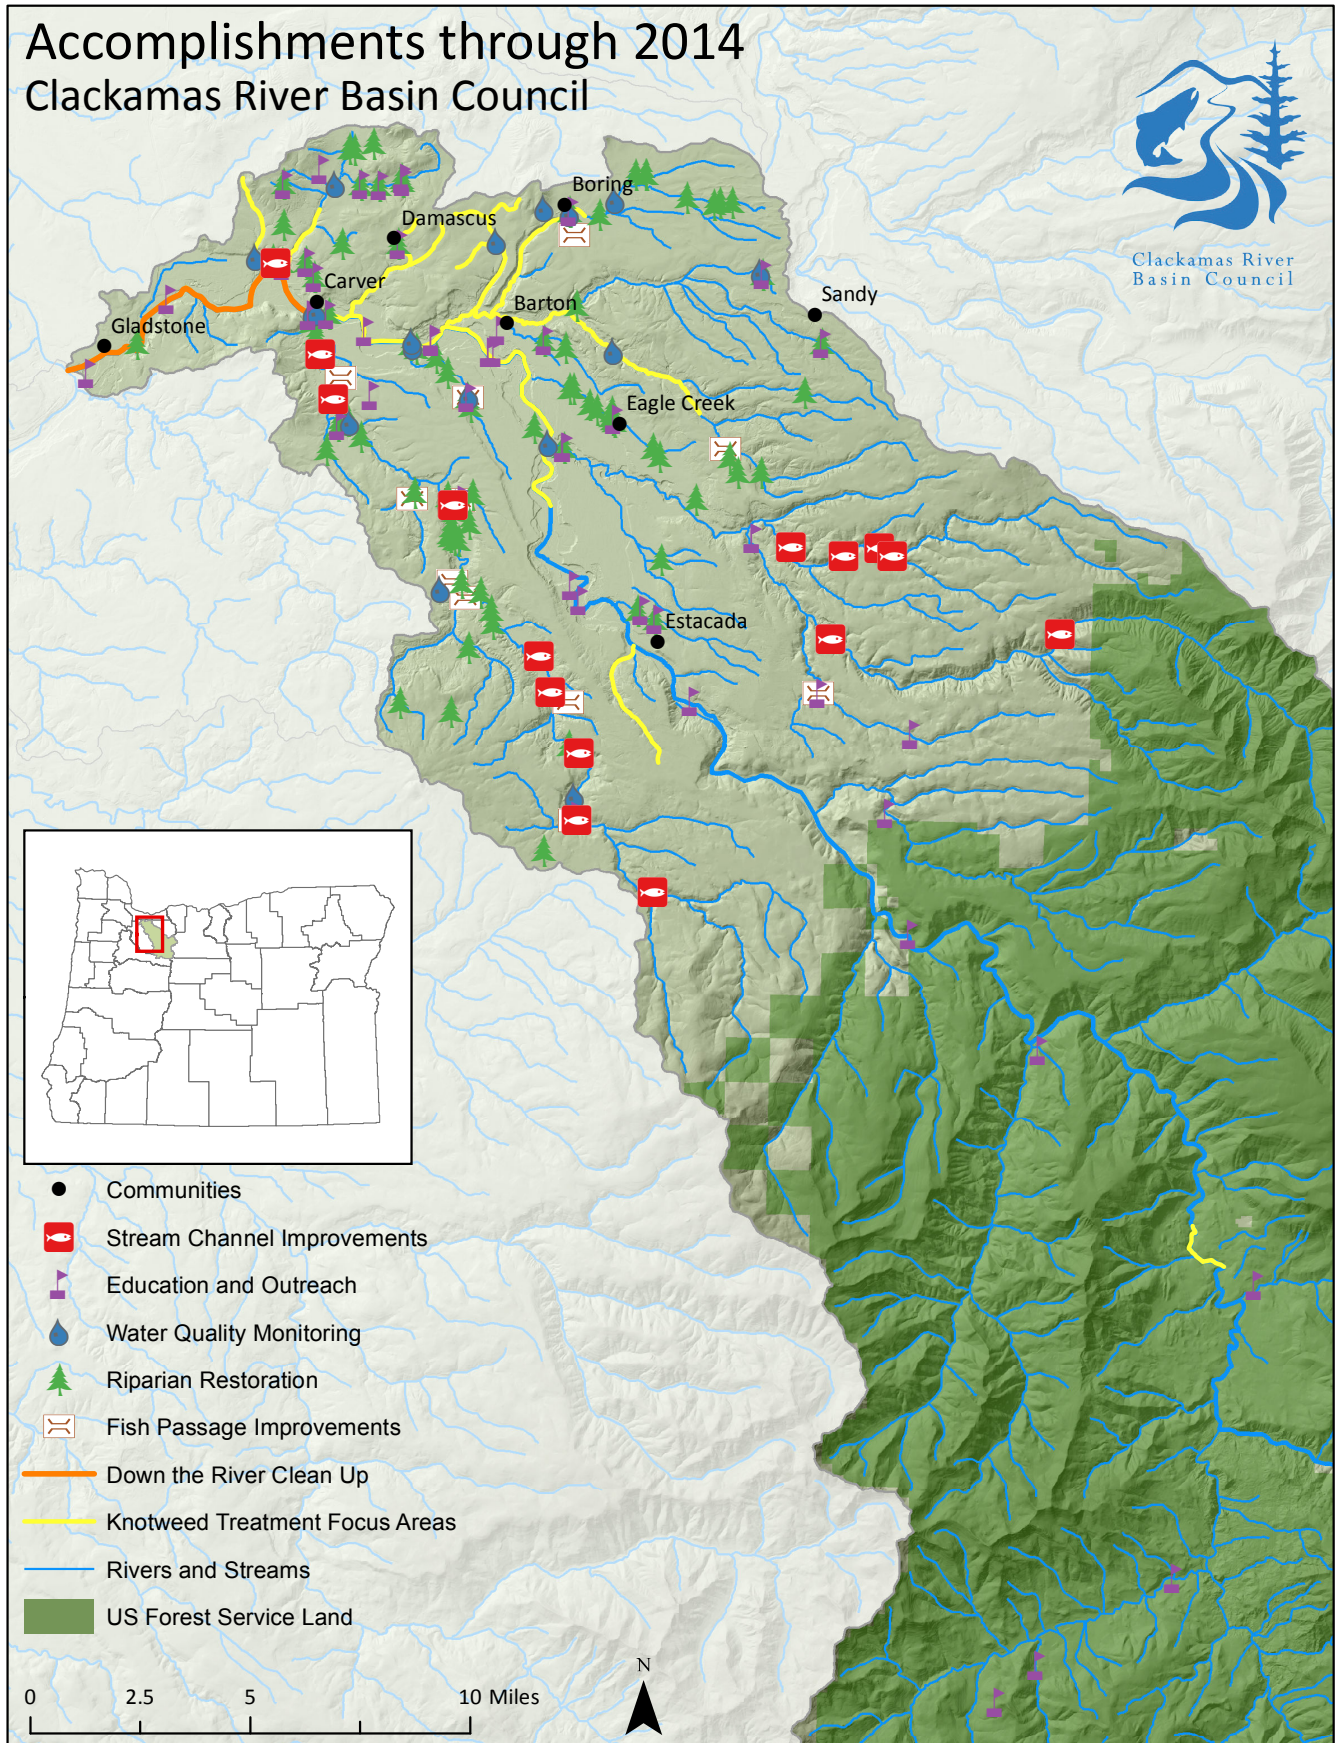 Accomplishments through 2014
Clackamas River Basin Council
Clackamas River
Basin Council
Boring
Damascus
Carver
Sandy
Barton
Gladstone
Eagle Creek
Estacada
Communities
Stream Channel Improvements
Education and Outreach
Water Quality Monitoring
Riparian Restoration
Fish Passage Improvements
Down the River Clean Up
Knotweed Treatment Focus Areas
Rivers and Streams
US Forest Service Land
N
0 2.5 5 10 Miles